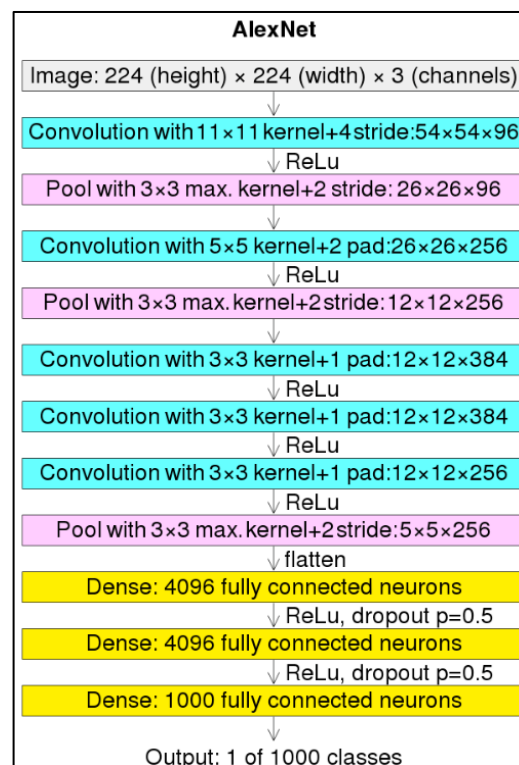 AlexNet
Image: 224 (height) × 224 (width) × 3 (channels)
Convolution with 11×11 kernel+4 stride:54×54×96
ReLu
Pool with 3×3 max. kernel+2 stride: 26×26×96
Convolution with 5×5 kernel+2 pad:26×26×256
ReLu
Pool with 3×3 max. kernel+2 stride:12×12×256
Convolution with 3×3 kernel+1 pad:12×12×384
ReLu
Convolution with 3×3 kernel+1 pad:12×12×384
ReLu
Convolution with 3×3 kernel+1 pad:12×12×256
ReLu
Pool with 3×3 max. kernel+2 stride:5×5×256
flatten
Dense: 4096 fully connected neurons
ReLu, dropout p=0.5
Dense: 4096 fully connected neurons
ReLu, dropout p=0.5
Dense: 1000 fully connected neurons
Output: 1 of 1000 classes